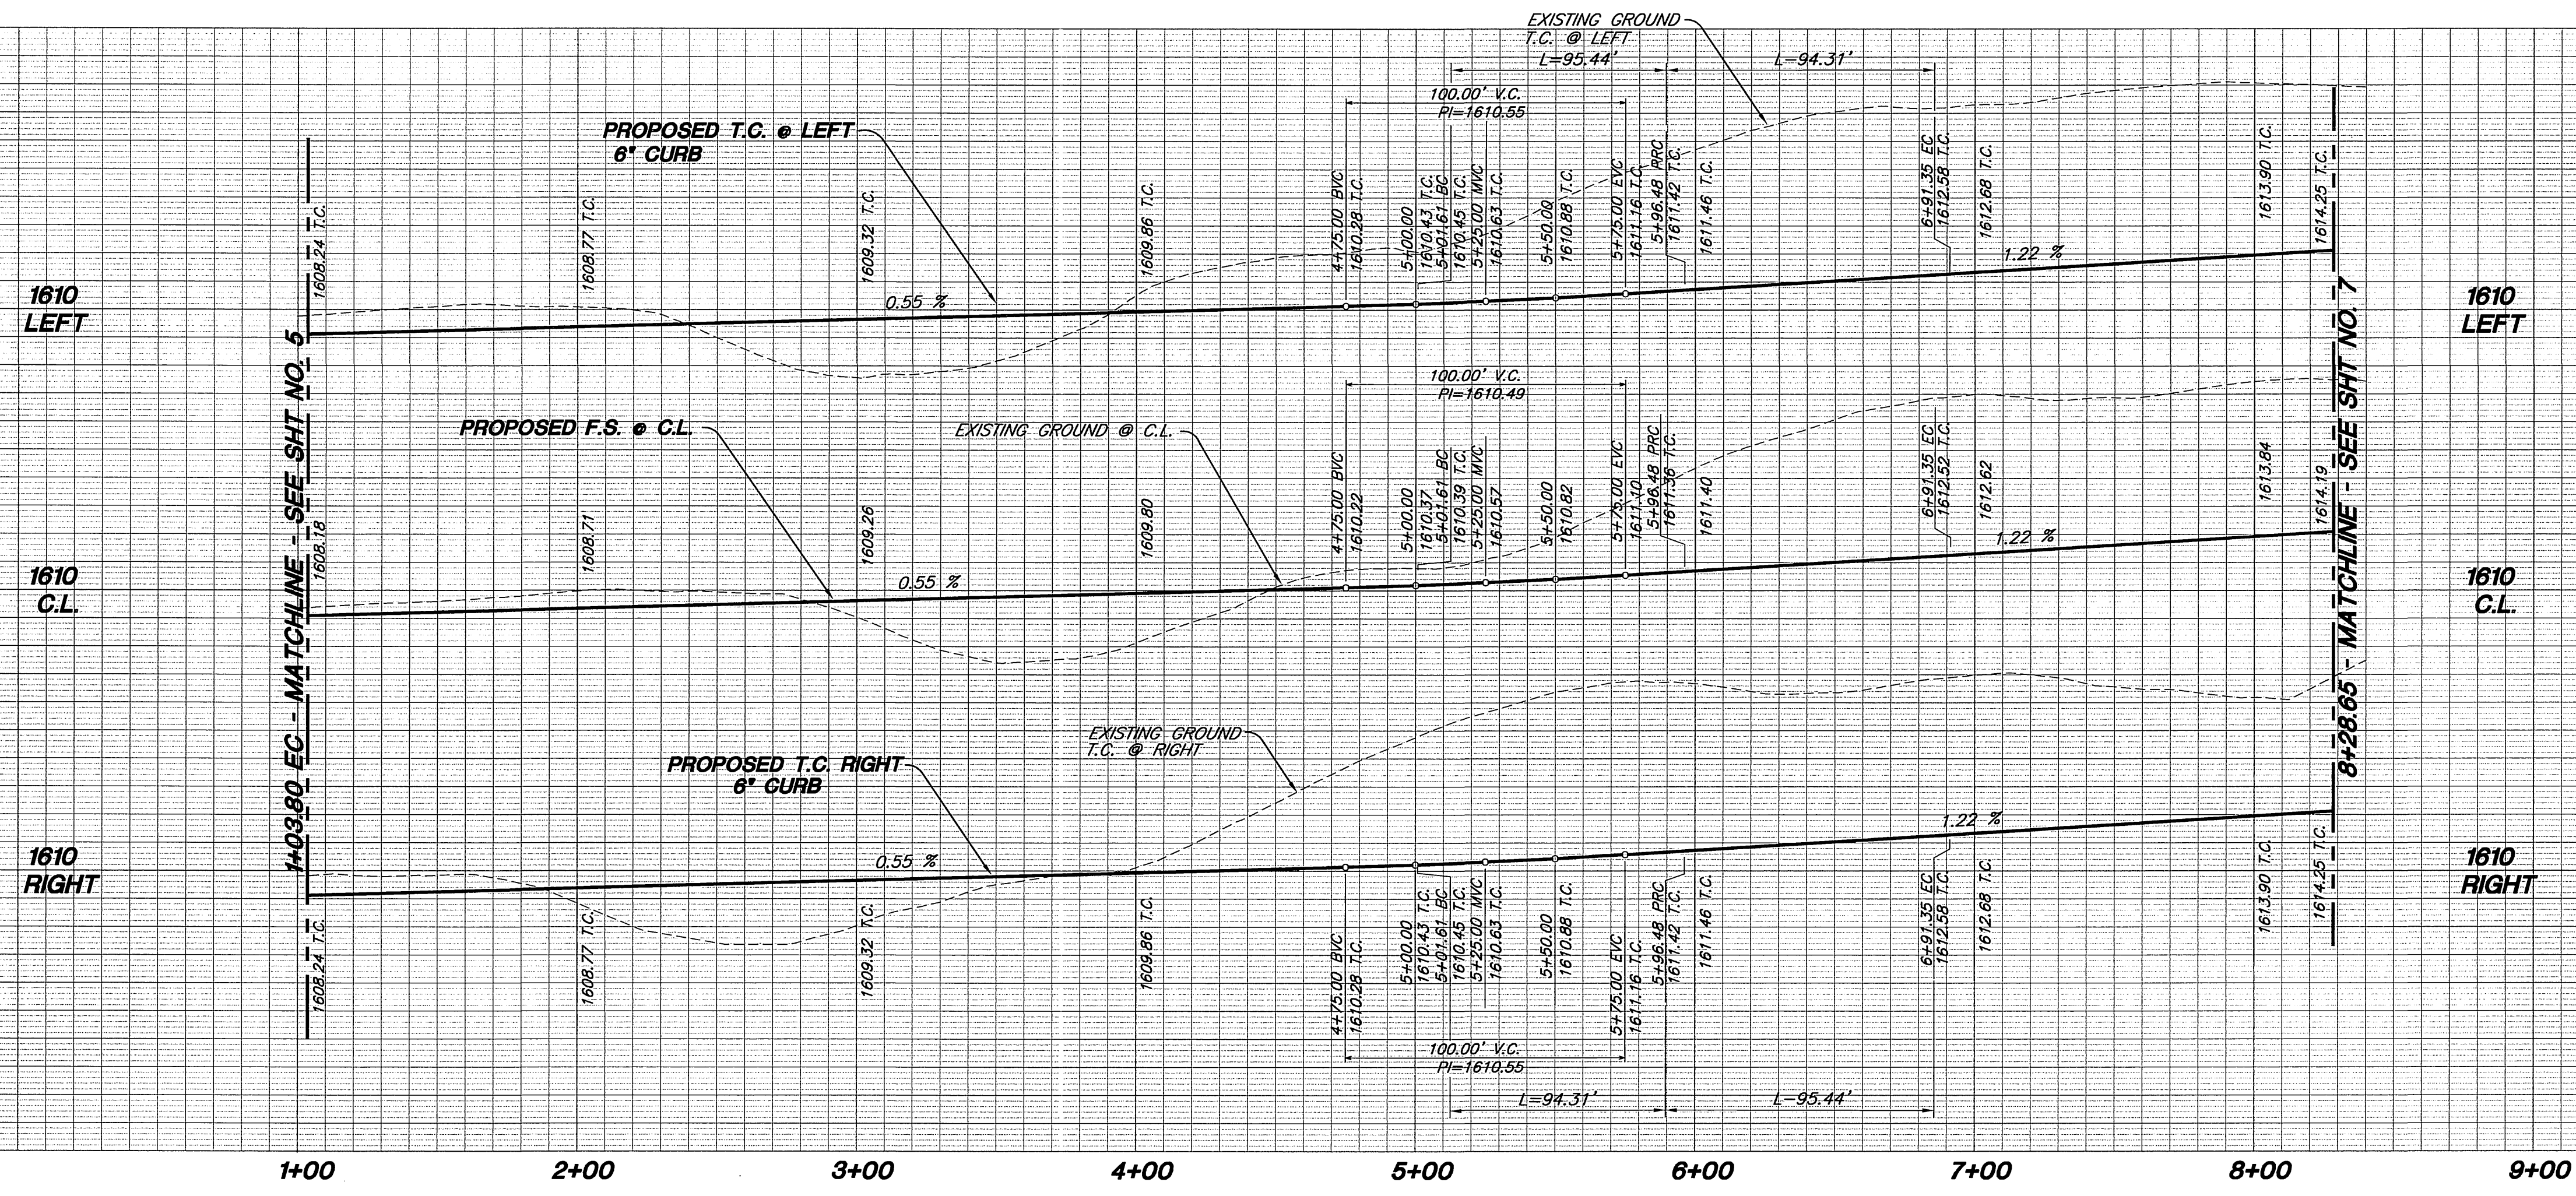 EXISTING GROUND
T.C. @ LEFT
L=95.44'
L=94.31'
100.00' V.C.
PI=1610.55
PROPOSED T.C. @ LEFT
6" CURB
1608.24 T.C.
1608.77 T.C.
1609.32 T.C.
1609.86 T.C.
4+75.00 BVC
1610.28 T.C.
5+00.00
1610.43 T.C.
5+01.61 BC
1610.45 T.C.
5+25.00 MVC
1610.63 T.C.
5+50.00
1610.88 T.C.
5+75.00 EVC
1611.16 T.C.
5+96.48 PRC
1611.42 T.C.
1611.46 T.C.
6+91.35 EC
1612.58 T.C.
1612.68 T.C.
1613.90 T.C.
1614.25 T.C.
0.55 %
1.22 %
1610
LEFT
1610
LEFT
1+03.80 EC - MATCHLINE - SEE SHT NO. 5
8+28.65 - MATCHLINE - SEE SHT NO. 7
100.00' V.C.
PI=1610.49
PROPOSED F.S. @ C.L.
EXISTING GROUND @ C.L.
1608.18
1608.71
1609.26
1609.80
4+75.00 BVC
1610.22
5+00.00
1610.37
5+01.61 BC
1610.39 T.C.
5+25.00 MVC
1610.57
5+50.00
1610.82
5+75.00 EVC
1611.10
5+96.48 PRC
1611.36 T.C.
1611.40
6+91.35 EC
1612.52 T.C.
1612.62
1613.84
1614.19
0.55 %
1.22 %
1610
C.L.
1610
C.L.
EXISTING GROUND
T.C. @ RIGHT
PROPOSED T.C. RIGHT
6" CURB
0.55 %
1.22 %
1610
RIGHT
1610
RIGHT
1608.24 T.C.
1608.77 T.C.
1609.32 T.C.
1609.86 T.C.
4+75.00 BVC
1610.28 T.C.
5+00.00
1610.43 T.C.
5+01.61 BC
1610.45 T.C.
5+25.00 MVC
1610.63 T.C.
5+50.00
1610.88 T.C.
5+75.00 EVC
1611.16 T.C.
5+96.48 PRC
1611.42 T.C.
1611.46 T.C.
6+91.35 EC
1612.58 T.C.
1612.68 T.C.
1613.90 T.C.
1614.25 T.C.
100.00' V.C.
PI=1610.55
L=94.31'
L=95.44'
1+00 2+00 3+00 4+00 5+00 6+00 7+00 8+00 9+00